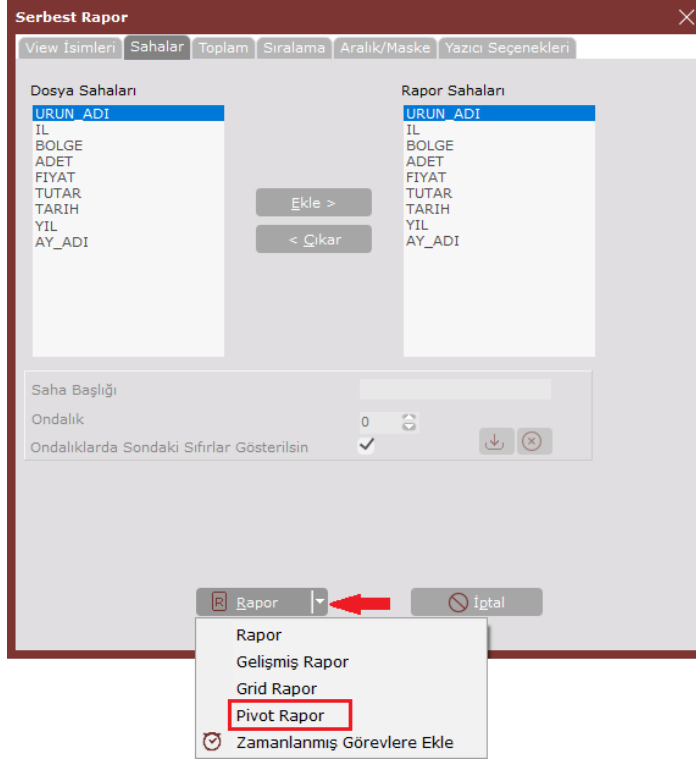 Serbest Rapor
View İsimleri Sahalar Toplam Sıralama Aralık/Maske Yazıcı Seçenekleri
Dosya Sahaları
URUN_ADI
IL
BOLGE
ADET
FIYAT
TUTAR
TARIH
YIL
AY_ADI
Ekle >
< Çıkar
Rapor Sahaları
URUN_ADI
IL
BOLGE
ADET
FIYAT
TUTAR
TARIH
YIL
AY_ADI
Saha Başlığı
Ondalık 0
Ondalıklarda Sondaki Sıfırlar Gösterilsin
R Rapor İptal
Rapor
Gelişmiş Rapor
Grid Rapor
Pivot Rapor
Zamanlanmış Görevlere Ekle